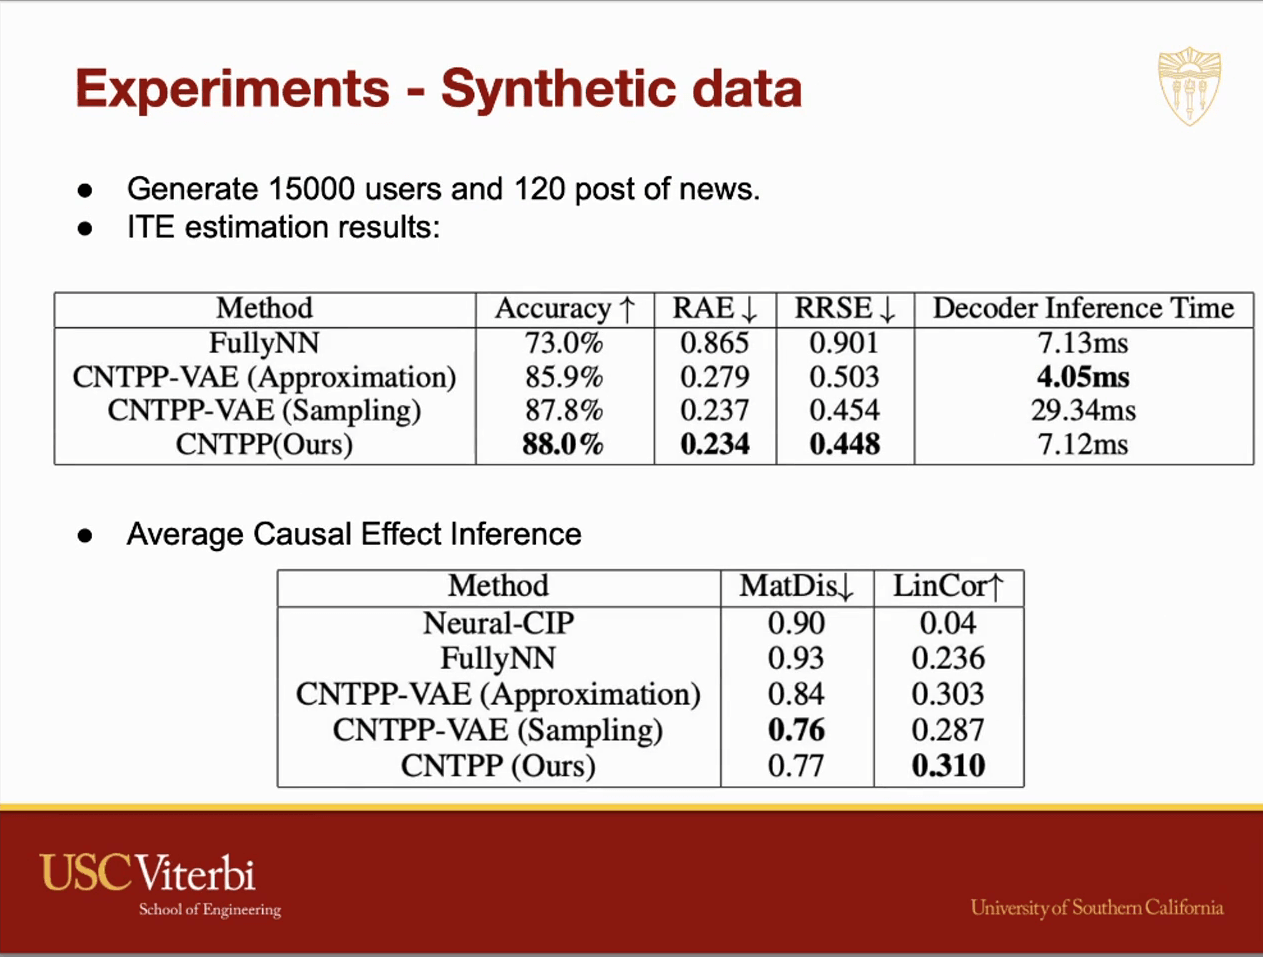 Experiments - Synthetic data
● Generate 15000 users and 120 post of news.
● ITE estimation results:
Method Accuracy ↑ RAE ↓ RRSE ↓ Decoder Inference Time
FullyNN 73.0% 0.865 0.901 7.13ms
CNTPP-VAE (Approximation) 85.9% 0.279 0.503 4.05ms
CNTPP-VAE (Sampling) 87.8% 0.237 0.454 29.34ms
CNTPP(Ours) 88.0% 0.234 0.448 7.12ms
● Average Causal Effect Inference
Method MatDis↓ LinCor↑
Neural-CIP 0.90 0.04
FullyNN 0.93 0.236
CNTPP-VAE (Approximation) 0.84 0.303
CNTPP-VAE (Sampling) 0.76 0.287
CNTPP (Ours) 0.77 0.310
USC Viterbi
School of Engineering
University of Southern California